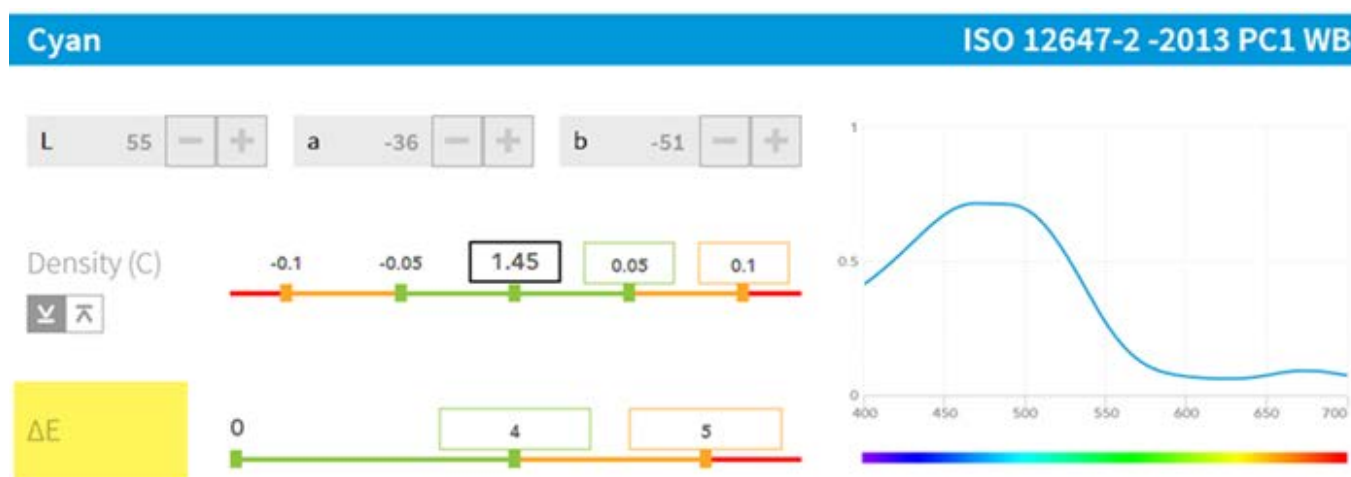 Cyan ISO 12647-2 -2013 PC1 WB
L 55 − + a -36 − + b -51 − +
Density (C) -0.1 -0.05 1.45 0.05 0.1
ΔE 0 4 5
1
0.5
0
400 450 500 550 600 650 700